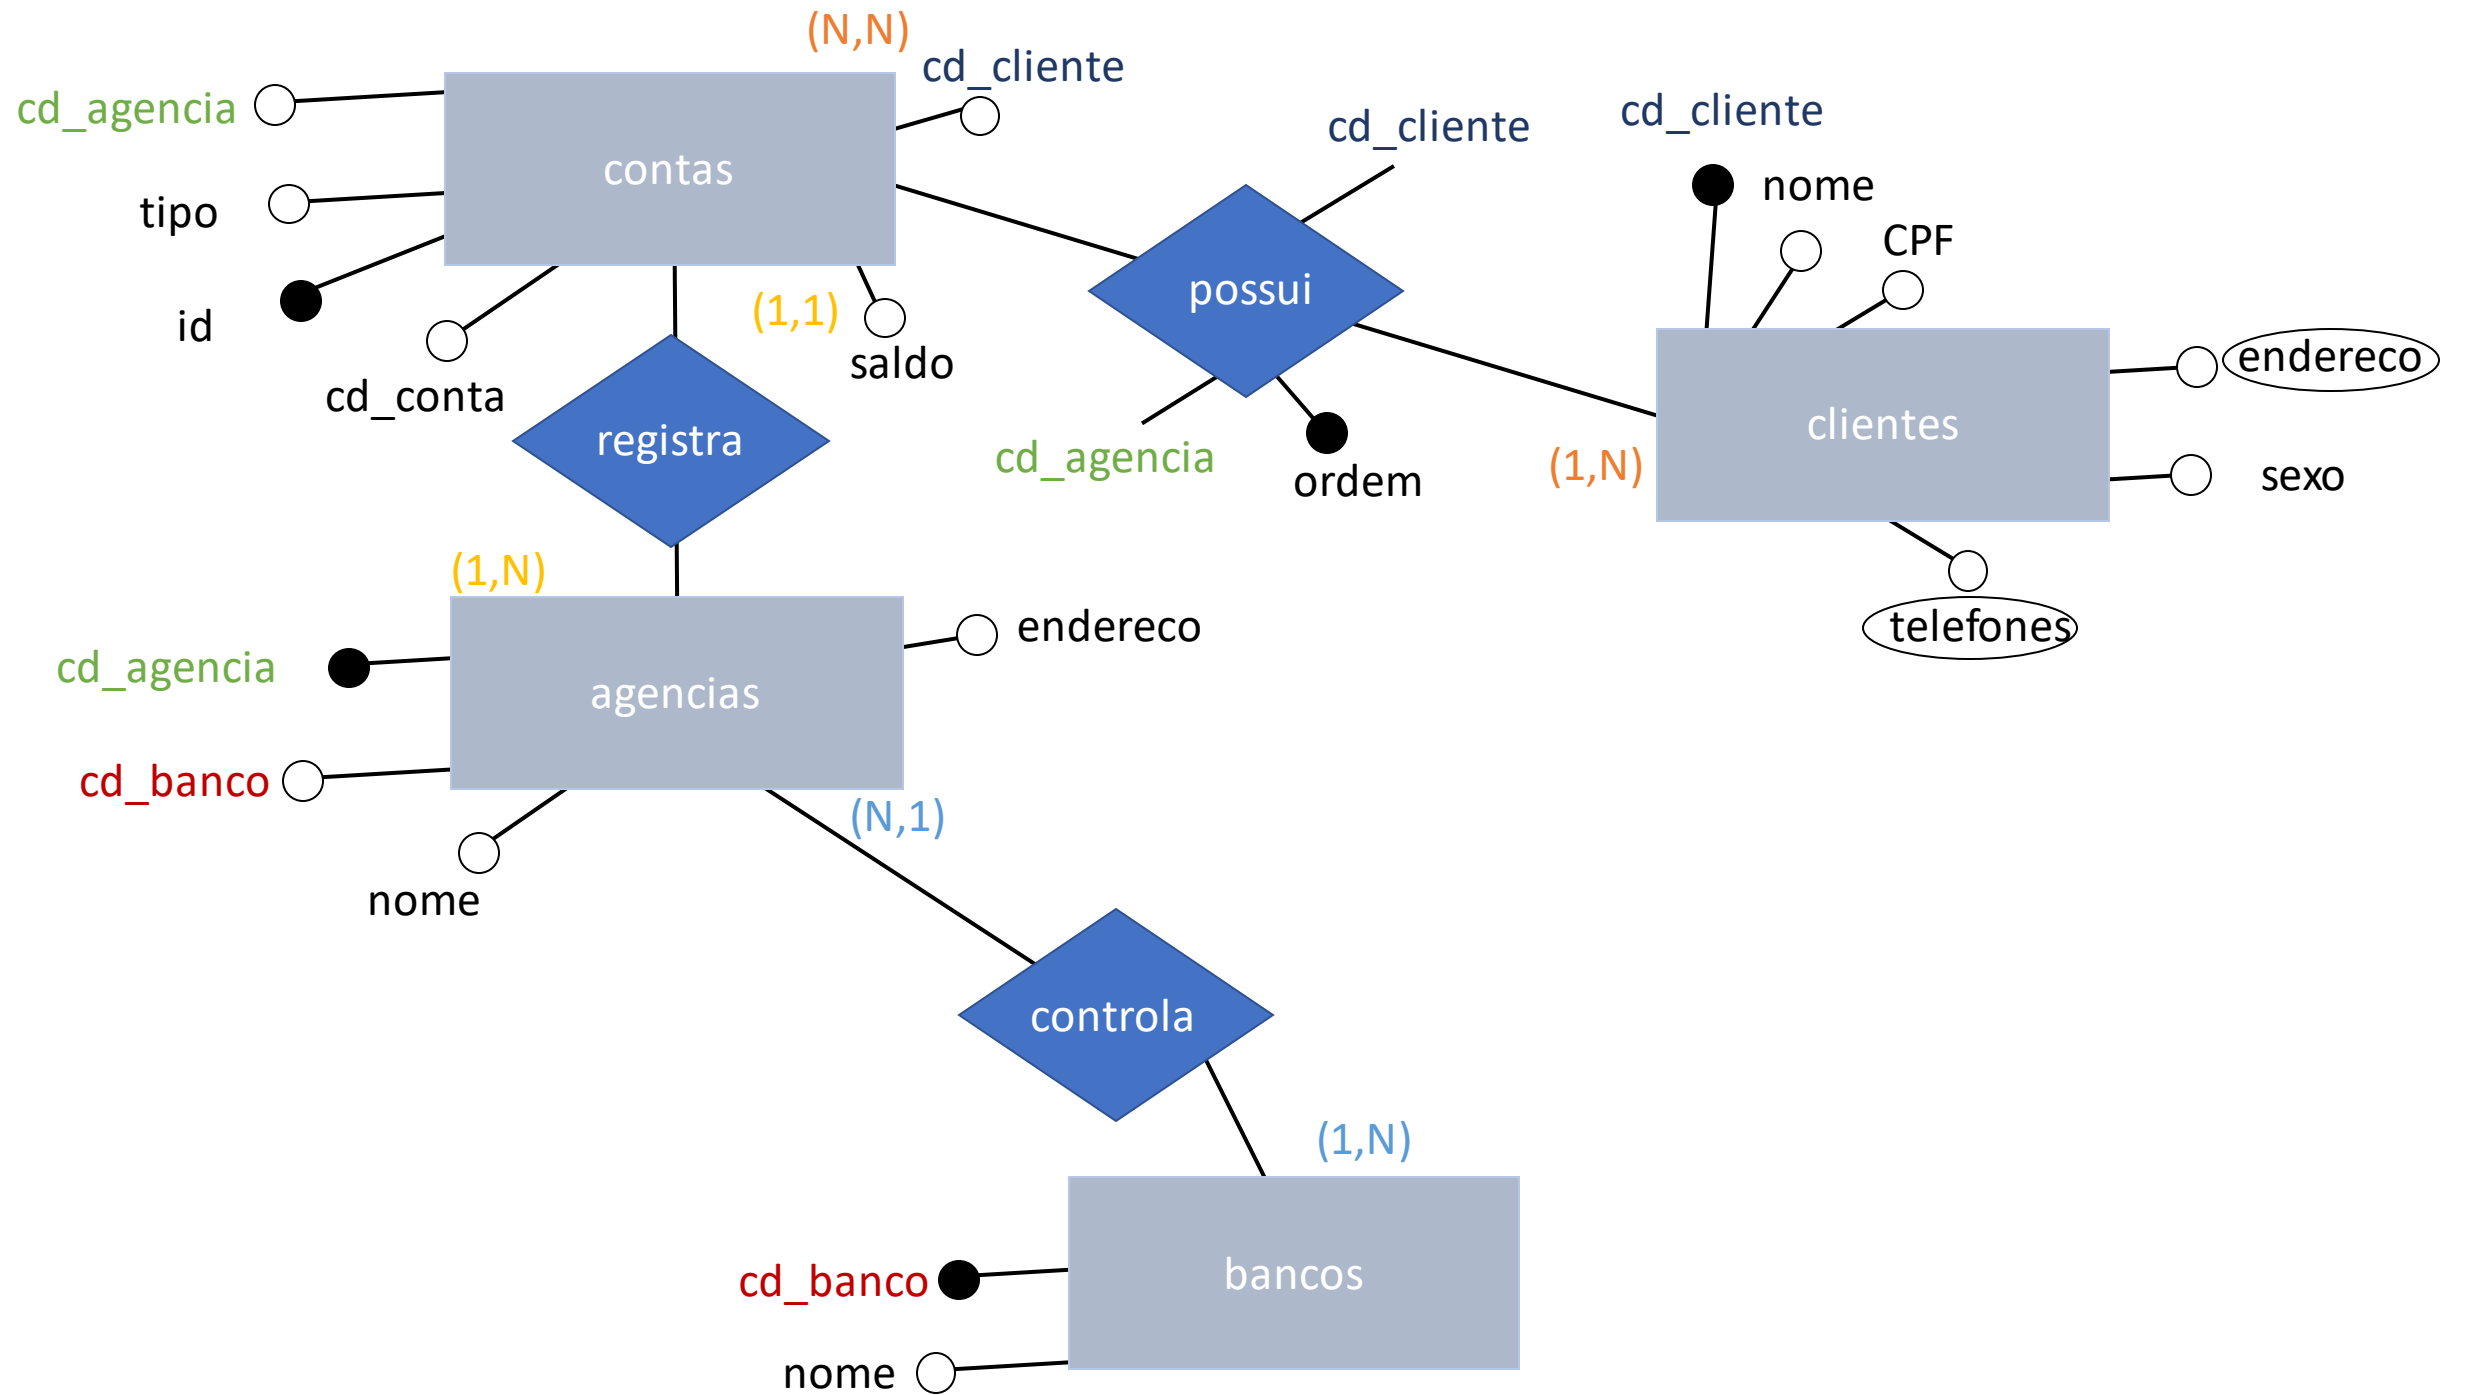 (N,N)
cd_cliente
cd_agencia
contas
cd_cliente
cd_cliente
nome
tipo
CPF
id
(1,1)
possui
saldo
endereco
cd_conta
clientes
registra
cd_agencia
ordem
(1,N)
sexo
(1,N)
endereco
telefones
cd_agencia
agencias
cd_banco
(N,1)
nome
controla
(1,N)
cd_banco
bancos
nome